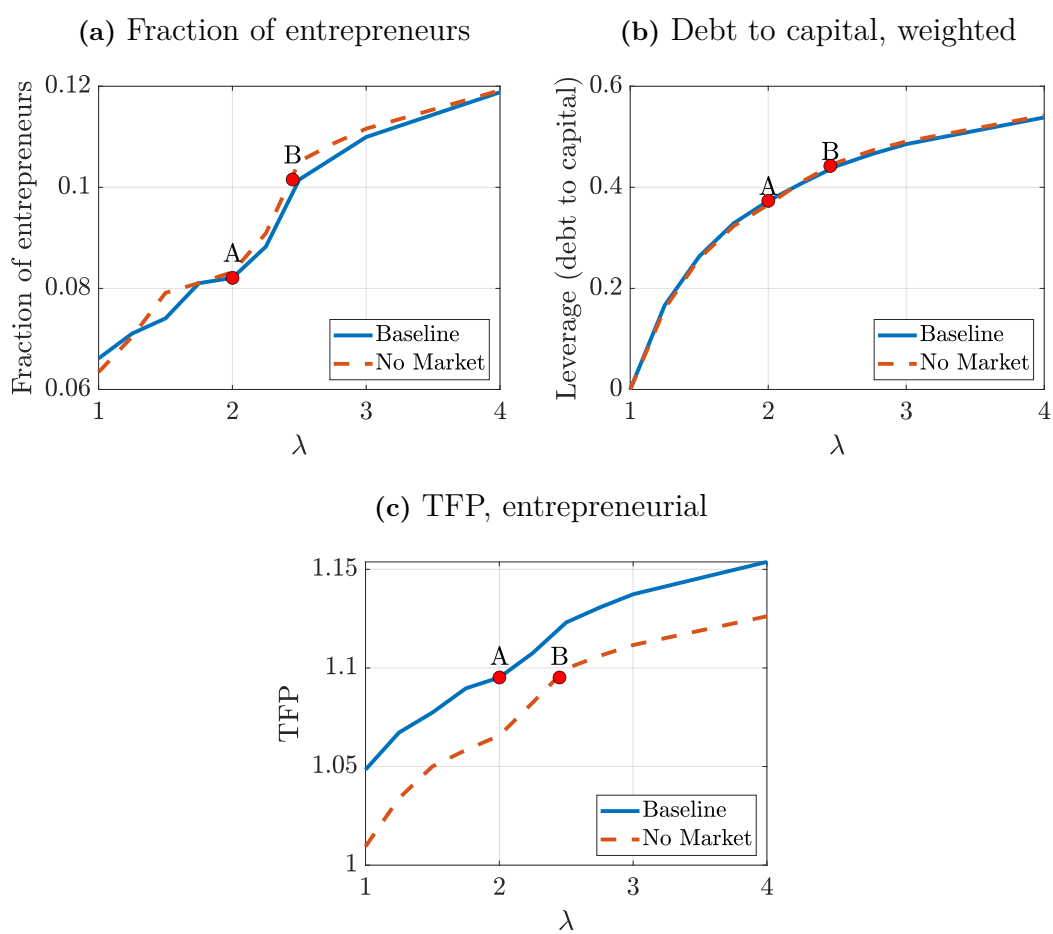 (a) Fraction of entrepreneurs
Fraction of entrepreneurs
0.12
0.1
0.08
0.06
A
B
Baseline
No Market
1 2 3 4
λ
(b) Debt to capital, weighted
Leverage (debt to capital)
0.6
0.4
0.2
0
A
B
Baseline
No Market
1 2 3 4
λ
(c) TFP, entrepreneurial
TFP
1.15
1.1
1.05
1
A
B
Baseline
No Market
1 2 3 4
λ